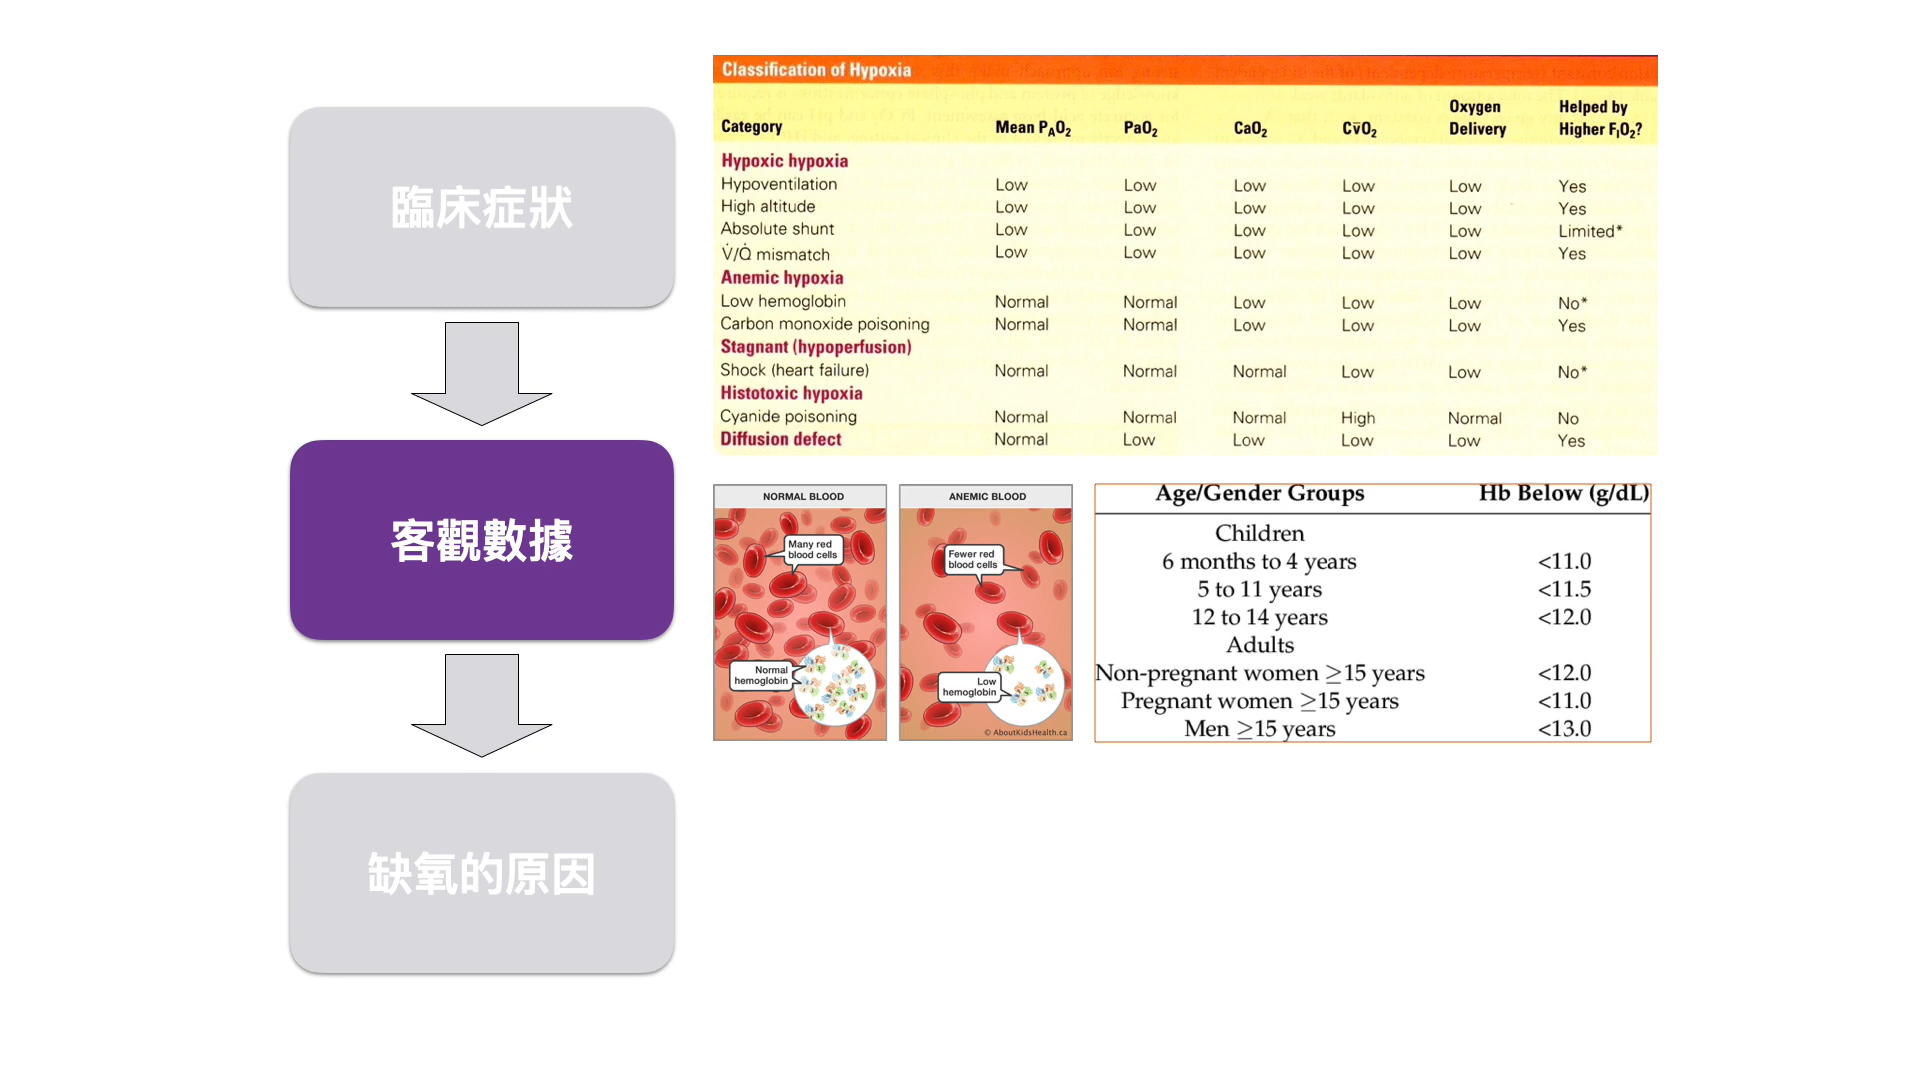 臨床症狀
客觀數據
缺氧的原因
Classification of Hypoxia
Category Mean PAO2 PaO2 CaO2 Cv̄O2 Oxygen Delivery Helped by Higher FIO2?
Hypoxic hypoxia
Hypoventilation Low Low Low Low Low Yes
High altitude Low Low Low Low Low Yes
Absolute shunt Low Low Low Low Low Limited*
V̇/Q̇ mismatch Low Low Low Low Low Yes
Anemic hypoxia
Low hemoglobin Normal Normal Low Low Low No*
Carbon monoxide poisoning Normal Normal Low Low Low Yes
Stagnant (hypoperfusion)
Shock (heart failure) Normal Normal Normal Low Low No*
Histotoxic hypoxia
Cyanide poisoning Normal Normal Normal High Normal No
Diffusion defect Normal Low Low Low Low Yes
NORMAL BLOOD
Many red
blood cells
Normal
hemoglobin
ANEMIC BLOOD
Fewer red
blood cells
Low
hemoglobin
© AboutKidsHealth.ca
Age/Gender Groups Hb Below (g/dL)
Children
6 months to 4 years <11.0
5 to 11 years <11.5
12 to 14 years <12.0
Adults
Non-pregnant women ≥15 years <12.0
Pregnant women ≥15 years <11.0
Men ≥15 years <13.0